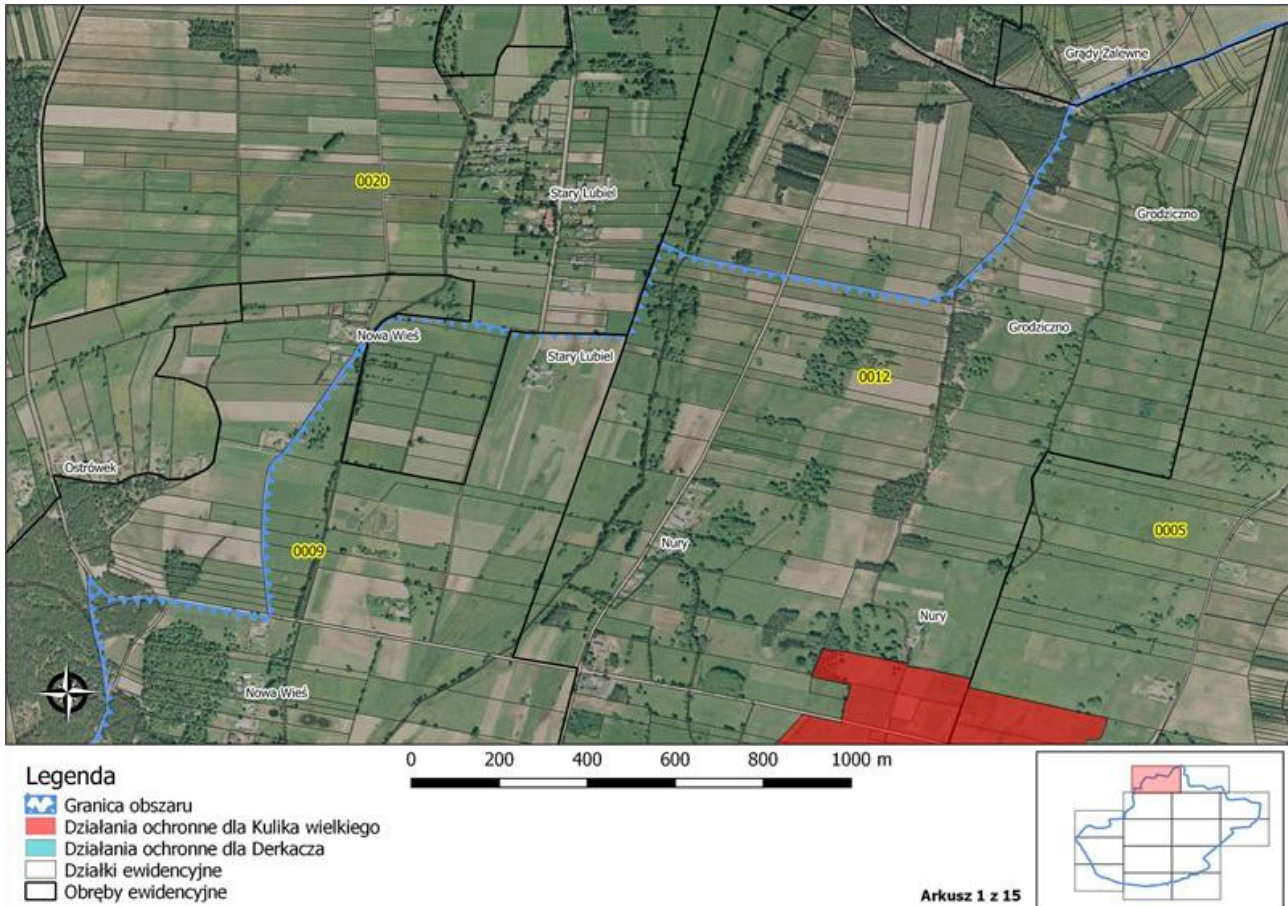 Grądy Zalewne
0020
Stary Lubiel
Grodziczno
Nowa Wieś
Stary Lubiel
Grodziczno
0012
Ostrówek
0009
Nury
0005
Nury
Nowa Wieś
0 200 400 600 800 1000 m
Legenda
Granica obszaru
Działania ochronne dla Kulika wielkiego
Działania ochronne dla Derkacza
Działki ewidencyjne
Obręby ewidencyjne
Arkusz 1 z 15